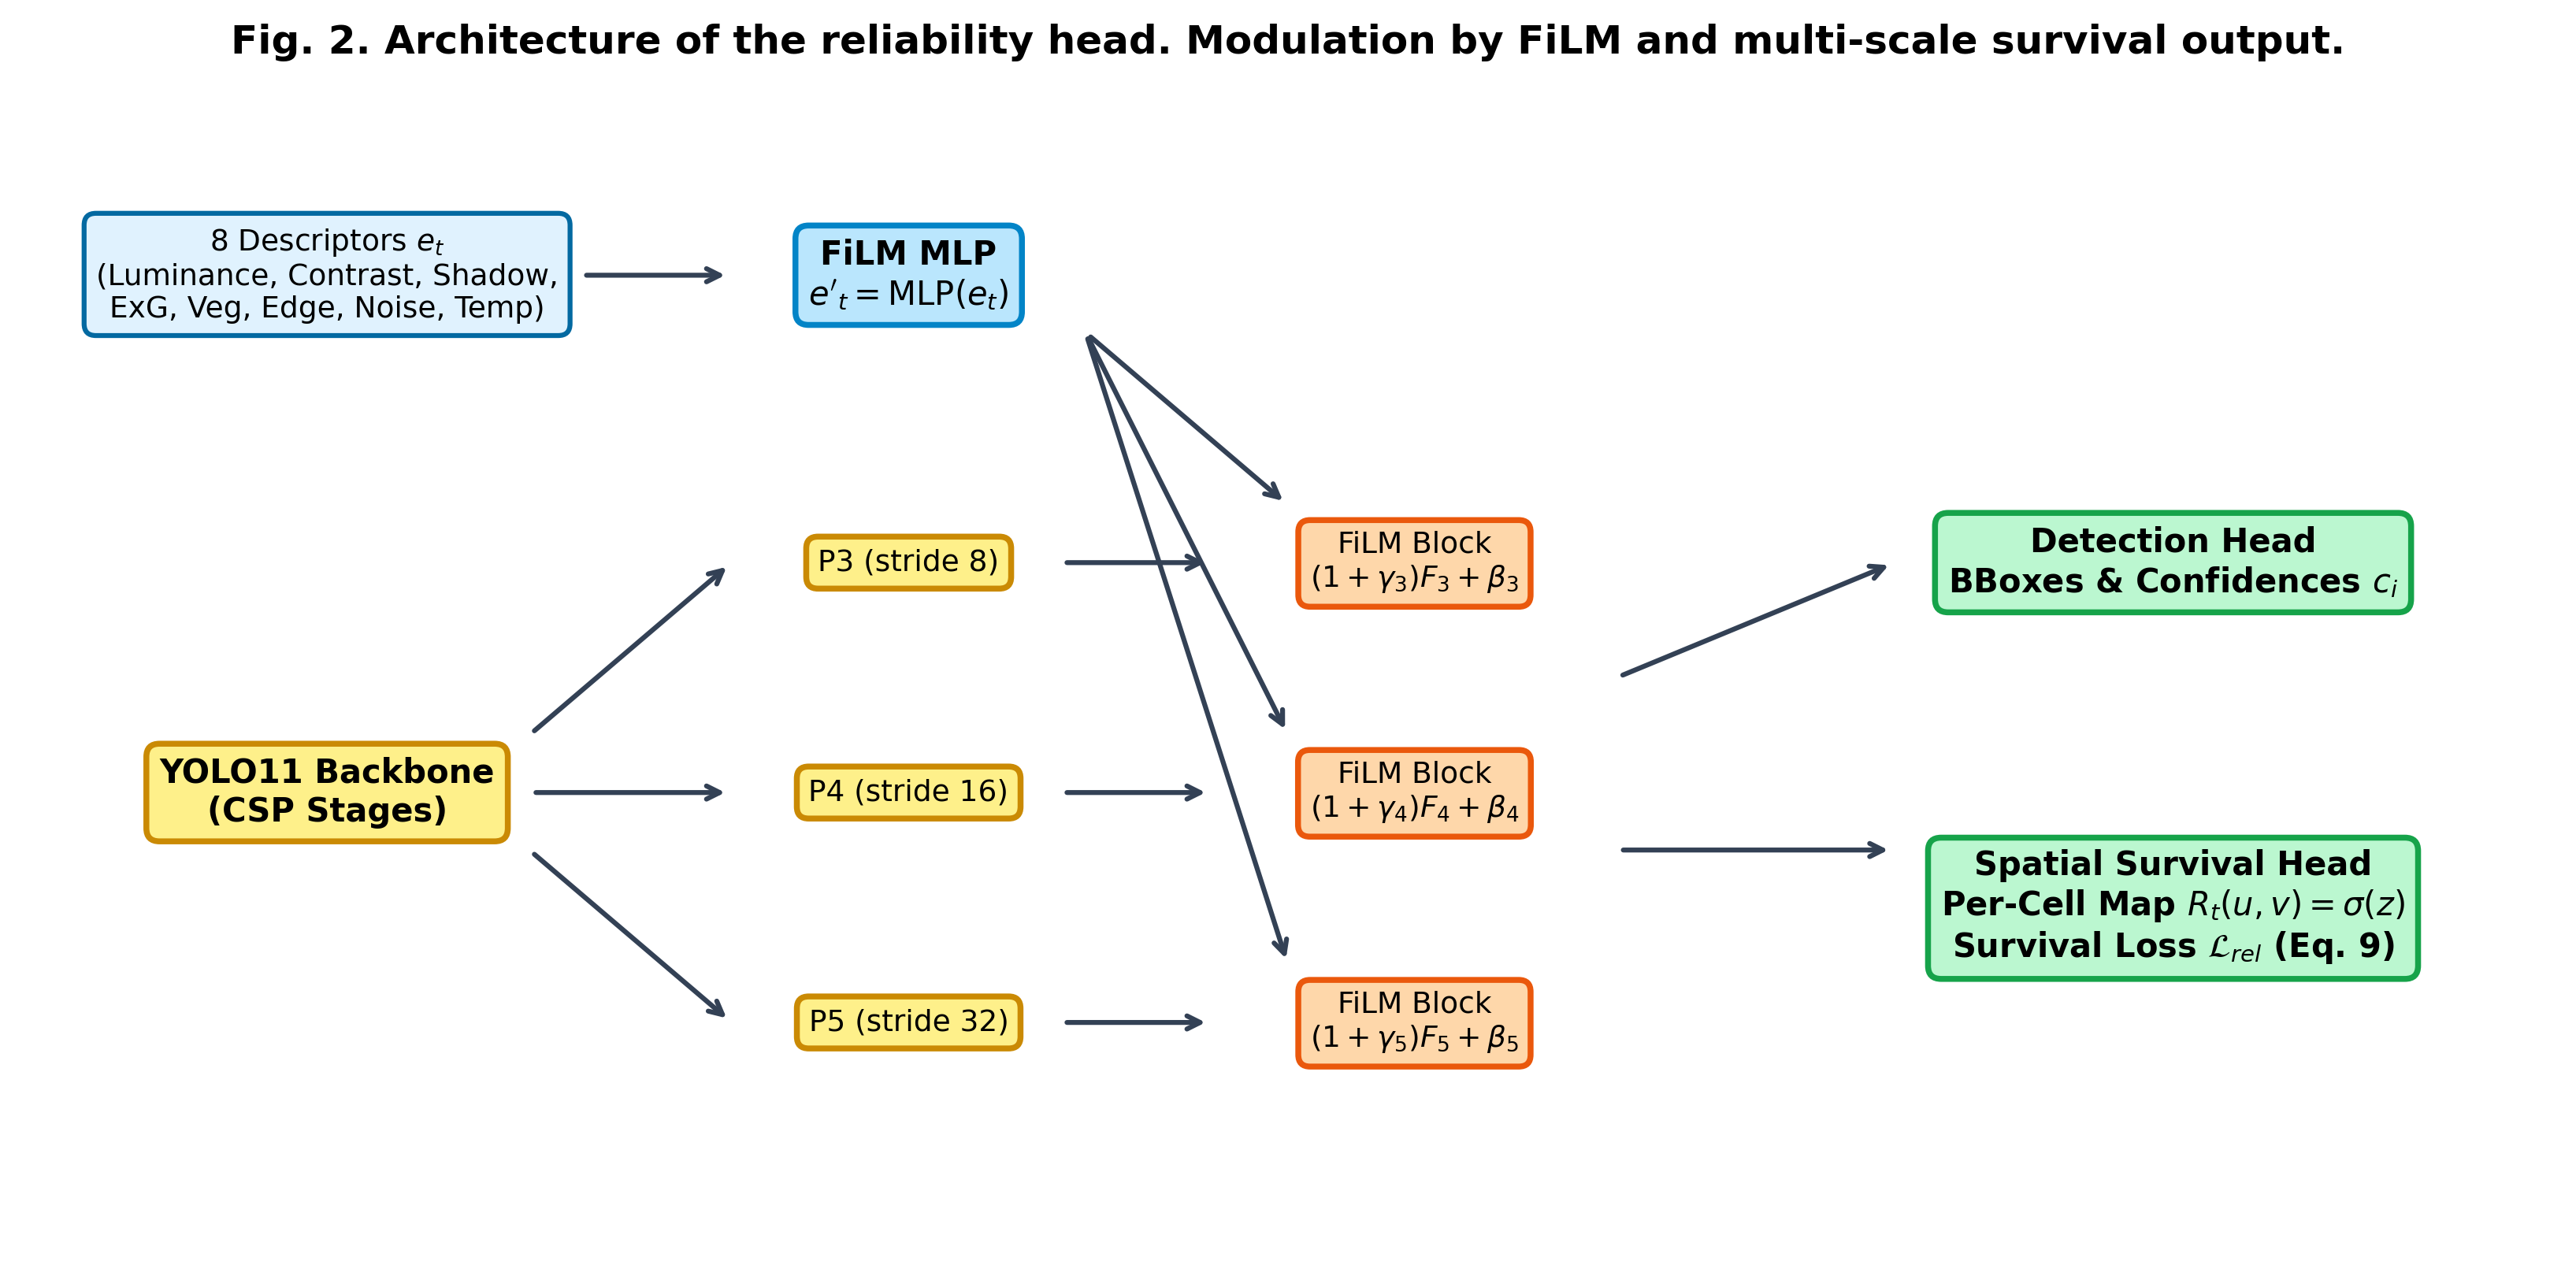 Fig. 2. Architecture of the reliability head. Modulation by FiLM and multi-scale survival output.
8 Descriptors e_t
(Luminance, Contrast, Shadow,
ExG, Veg, Edge, Noise, Temp)
FiLM MLP
e'_t = MLP(e_t)
P3 (stride 8)
FiLM Block
(1 + γ_3)F_3 + β_3
Detection Head
BBoxes & Confidences c_i
YOLO11 Backbone
(CSP Stages)
P4 (stride 16)
FiLM Block
(1 + γ_4)F_4 + β_4
Spatial Survival Head
Per-Cell Map R_t(u, v) = σ(z)
Survival Loss ℒ_rel (Eq. 9)
P5 (stride 32)
FiLM Block
(1 + γ_5)F_5 + β_5